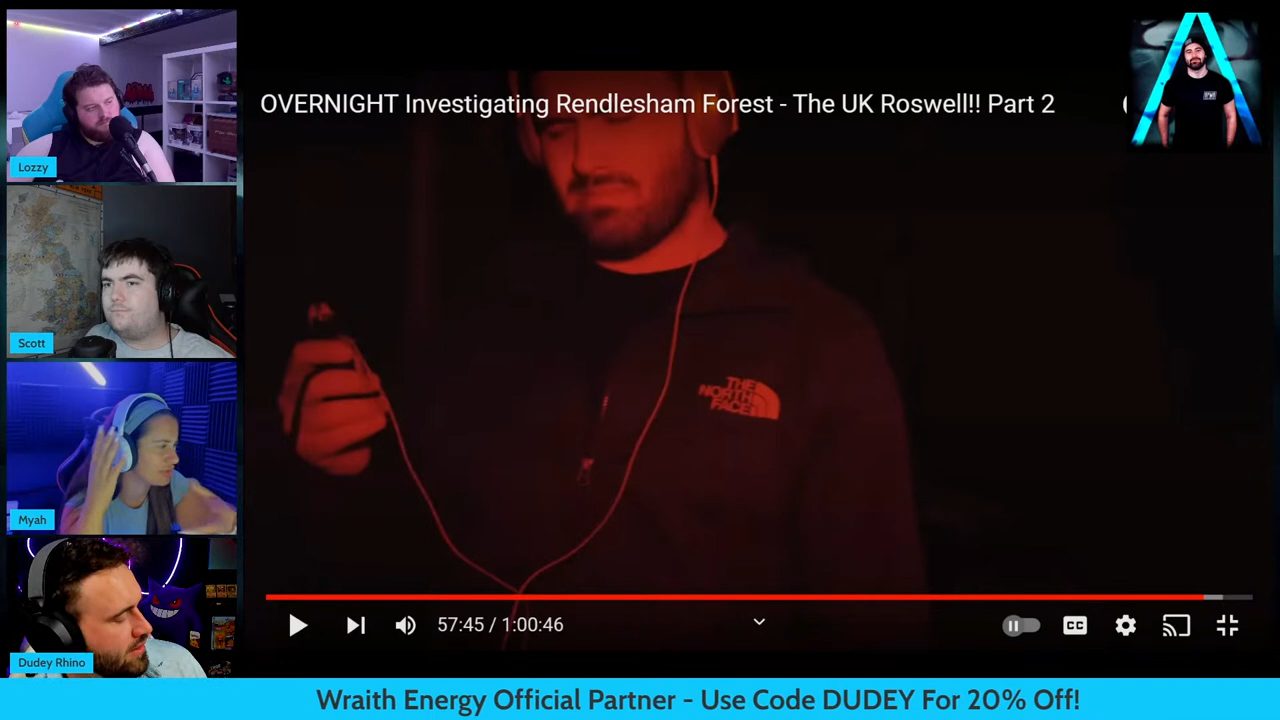 OVERNIGHT Investigating Rendlesham Forest - The UK Roswell!! Part 2
Lozzy
Scott
THE
NORTH
FACE
Myah
57:45 / 1:00:46
CC
Dudey Rhino
Wraith Energy Official Partner - Use Code DUDEY For 20% Off!